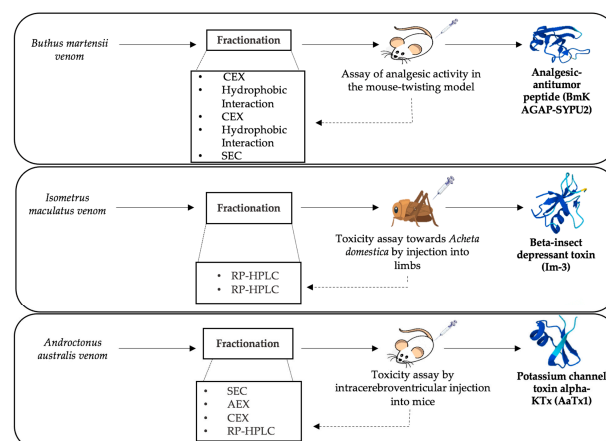 Buthus martensii
venom
Fractionation
• CEX
• Hydrophobic
Interaction
• CEX
• Hydrophobic
Interaction
• SEC
Assay of analgesic activity in
the mouse-twisting model
Analgesic-
antitumor
peptide (BmK
AGAP-SYPU2)
Isometrus
maculatus venom
Fractionation
• RP-HPLC
• RP-HPLC
Toxicity assay towards Acheta
domestica by injection into
limbs
Beta-insect
depressant toxin
(Im-3)
Androctonus
australis venom
Fractionation
• SEC
• AEX
• CEX
• RP-HPLC
Toxicity assay by
intracerebroventricular injection
into mice
Potassium channel
toxin alpha-
KTx (AaTx1)